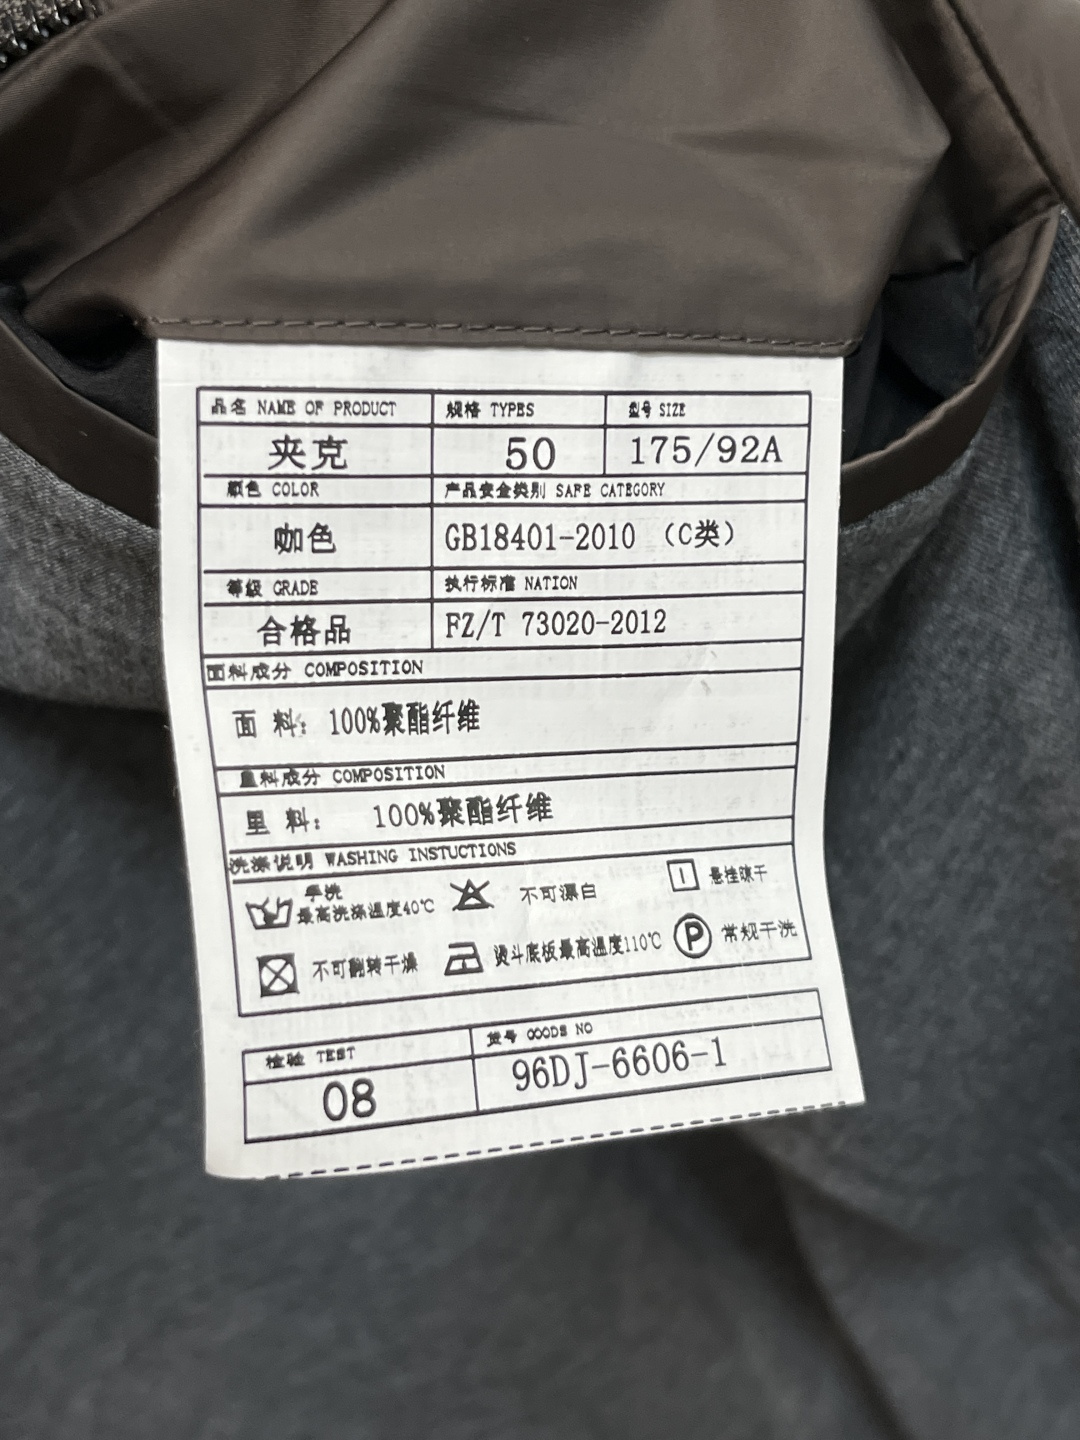 品名 NAME OF PRODUCT 规格 TYPES 型号 SIZE
夹克 50 175/92A
颜色 COLOR 产品安全类别 SAFE CATEGORY
咖色 GB18401-2010 （C类）
等级 GRADE 执行标准 NATION
合格品 FZ/T 73020-2012
面料成分 COMPOSITION
面 料： 100%聚酯纤维
里料成分 COMPOSITION
里 料： 100%聚酯纤维
洗涤说明 WASHING INSTUCTIONS
手洗
最高洗涤温度40℃ 不可漂白 悬挂晾干
不可翻转干燥 熨斗底板最高温度110℃ P 常规干洗
检验 TEST 货号 GOODS NO
08 96DJ-6606-1